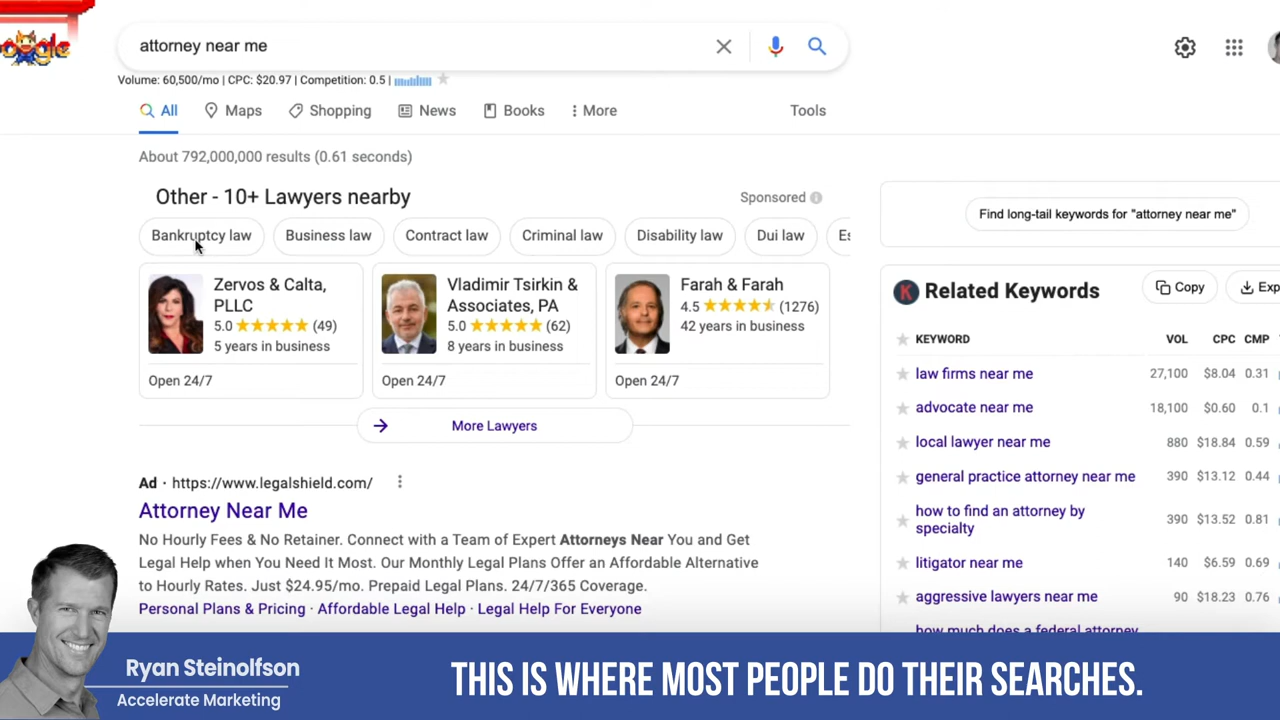 oogle
attorney near me
Volume: 60,500/mo | CPC: $20.97 | Competition: 0.5 |
All
Maps
Shopping
News
Books
More
Tools
About 792,000,000 results (0.61 seconds)
Other - 10+ Lawyers nearby
Sponsored
Bankruptcy law
Business law
Contract law
Criminal law
Disability law
Dui law
Es
Zervos & Calta,
PLLC
5.0 (49)
5 years in business
Open 24/7
Vladimir Tsirkin &
Associates, PA
5.0 (62)
8 years in business
Open 24/7
Farah & Farah
4.5 (1276)
42 years in business
Open 24/7
More Lawyers
Ad · https://www.legalshield.com/
Attorney Near Me
No Hourly Fees & No Retainer. Connect with a Team of Expert Attorneys Near You and Get
Legal Help when You Need It Most. Our Monthly Legal Plans Offer an Affordable Alternative
to Hourly Rates. Just $24.95/mo. Prepaid Legal Plans. 24/7/365 Coverage.
Personal Plans & Pricing · Affordable Legal Help · Legal Help For Everyone
Find long-tail keywords for "attorney near me"
K
Related Keywords
Copy
Exp
KEYWORD VOL CPC CMP
law firms near me 27,100 $8.04 0.31
advocate near me 18,100 $0.60 0.1
local lawyer near me 880 $18.84 0.59
general practice attorney near me 390 $13.12 0.44
how to find an attorney by
specialty 390 $13.52 0.81
litigator near me 140 $6.59 0.69
aggressive lawyers near me 90 $18.23 0.76
how much does a federal attorney
Ryan Steinolfson
Accelerate Marketing
THIS IS WHERE MOST PEOPLE DO THEIR SEARCHES.